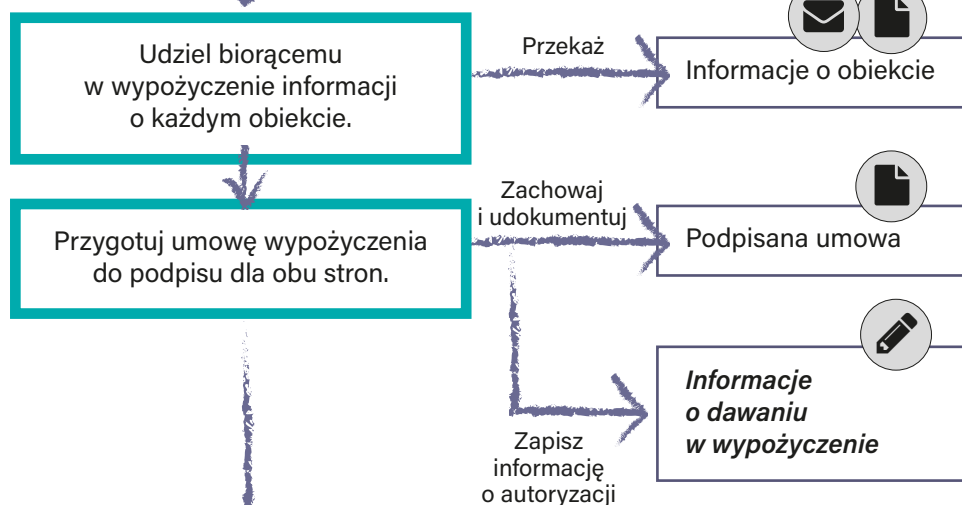 Udziel biorącemu
w wypożyczenie informacji
o każdym obiekcie.
Przekaż
Informacje o obiekcie
Przygotuj umowę wypożyczenia
do podpisu dla obu stron.
Zachowaj
i udokumentuj
Podpisana umowa
Zapisz
informację
o autoryzacji
Informacje
o dawaniu
w wypożyczenie